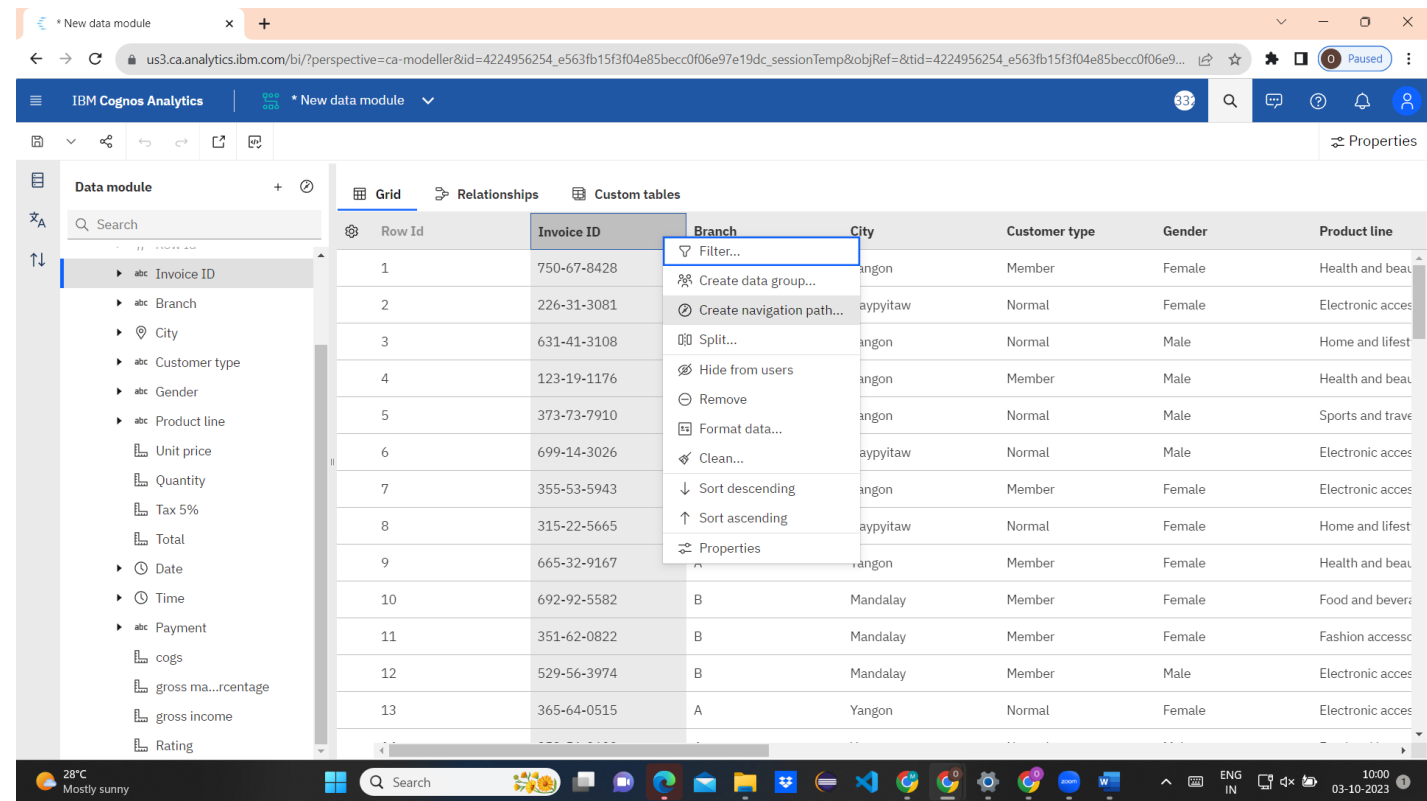 * New data module
us3.ca.analytics.ibm.com/bi/?perspective=ca-modeller&id=4224956254_e563fb15f3f04e85becc0f06e97e19dc_sessionTemp&objRef=&tid=4224956254_e563fb15f3f04e85becc0f06e9...
O Paused
IBM Cognos Analytics
* New data module
Properties
Data module
Search
Invoice ID
Branch
City
Customer type
Gender
Product line
Unit price
Quantity
Tax 5%
Total
Date
Time
Payment
cogs
gross ma...rcentage
gross income
Rating
Grid Relationships Custom tables
Row Id Invoice ID Branch City Customer type Gender Product line
1 750-67-8428 angon Member Female Health and beau
2 226-31-3081 aypyitaw Normal Female Electronic acces
3 631-41-3108 angon Normal Male Home and lifest
4 123-19-1176 angon Member Male Health and beau
5 373-73-7910 angon Normal Male Sports and trave
6 699-14-3026 aypyitaw Normal Male Electronic acces
7 355-53-5943 angon Member Female Electronic acces
8 315-22-5665 aypyitaw Normal Female Home and lifest
9 665-32-9167 A Yangon Member Female Health and beau
10 692-92-5582 B Mandalay Member Female Food and bevera
11 351-62-0822 B Mandalay Member Female Fashion accesso
12 529-56-3974 B Mandalay Member Male Electronic acces
13 365-64-0515 A Yangon Normal Female Electronic acces
Filter...
Create data group...
Create navigation path...
Split...
Hide from users
Remove
Format data...
Clean...
Sort descending
Sort ascending
Properties
28°C
Mostly sunny
Search
zoom
ENG
IN
10:00
03-10-2023
1